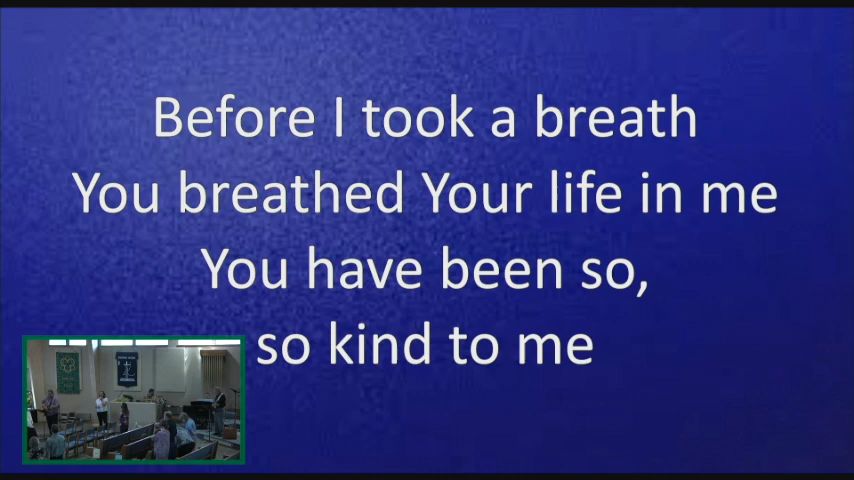 Before I took a breath
You breathed Your life in me
You have been so,
so kind to me